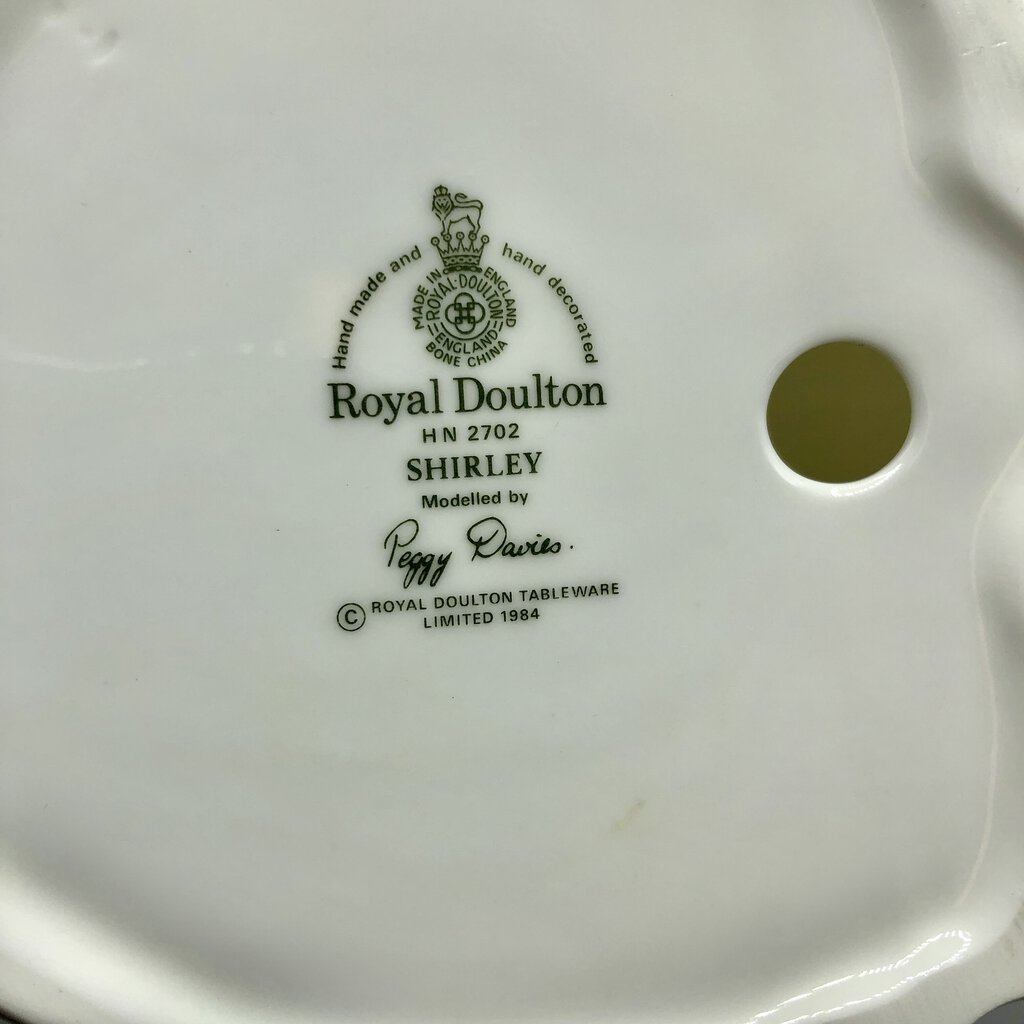 Hand made and hand decorated
MADE IN ENGLAND
ROYAL·DOULTON
ENGLAND
BONE CHINA
Royal Doulton
HN 2702
SHIRLEY
Modelled by
Peggy Davies.
© ROYAL DOULTON TABLEWARE
LIMITED 1984